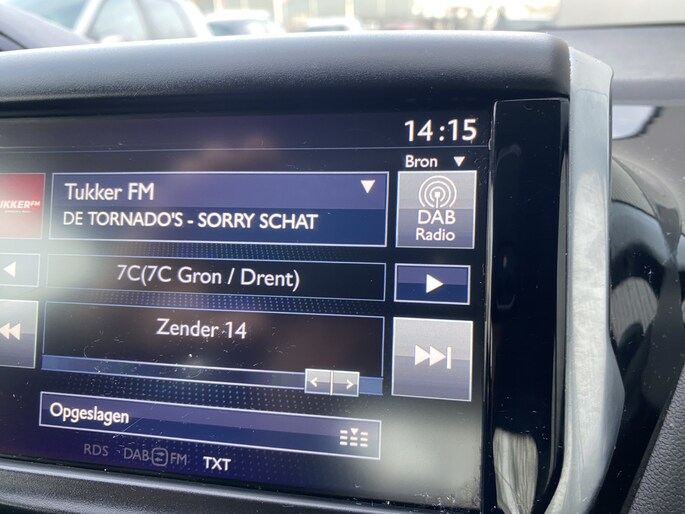 14:15
Bron
Tukker FM
DE TORNADO'S - SORRY SCHAT
DAB
Radio
7C(7C Gron / Drent)
Zender 14
Opgeslagen
RDS DAB FM
TXT